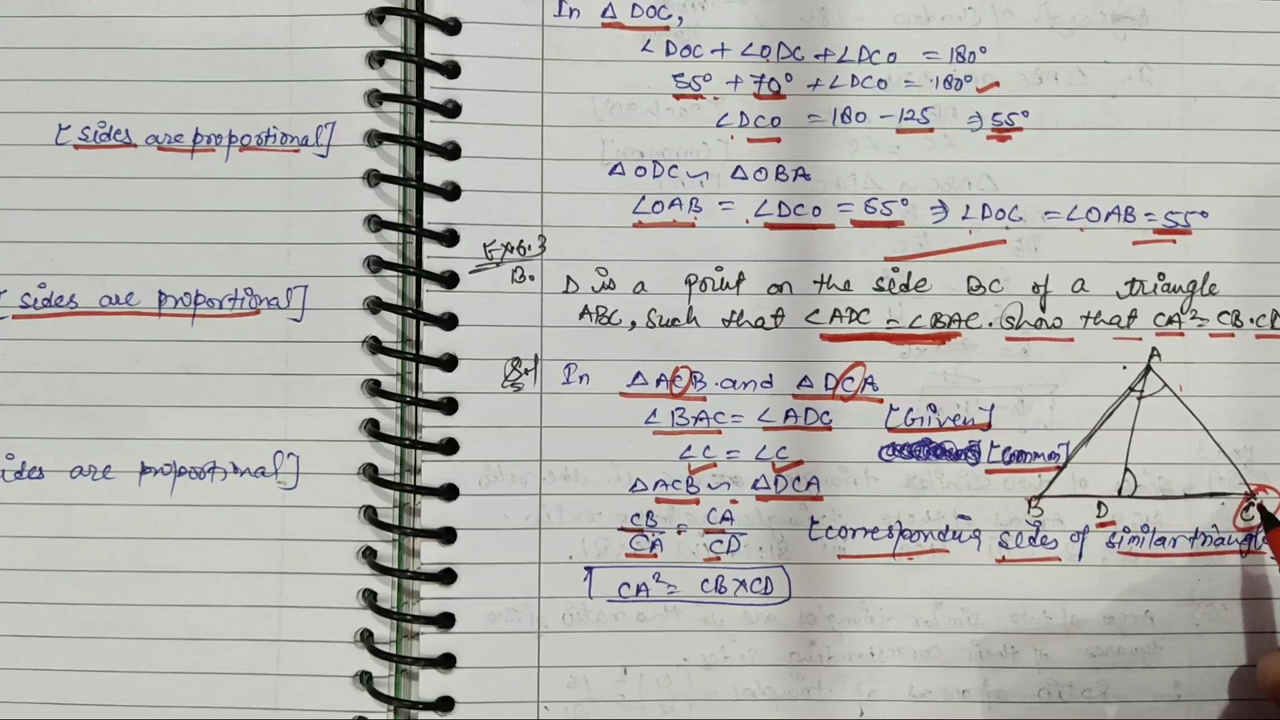 [sides are proportional]
[sides are proportional]
ides are proportional]
In △ DOC,
∠DOC + ∠ODC + ∠DCO = 180°
55° + 70° + ∠DCO = 180°
∠DCO = 180 - 125 ⇒ 55°
△ODC ∽ △OBA
∠OAB = ∠DCO = 55° ⇒ ∠DOC = ∠OAB = 55°
Ex 6.3
13. D is a point on the side BC of a triangle
ABC, such that ∠ADC = ∠BAC. Show that CA² = CB.CD
Sol In △ACB and △DCA
∠BAC = ∠ADC [Given]
∠C = ∠C [Common]
△ACB ∽ △DCA
CB/CA = CA/CD [corresponding sides of similar triangle
CA² = CB×CD
A
B D C